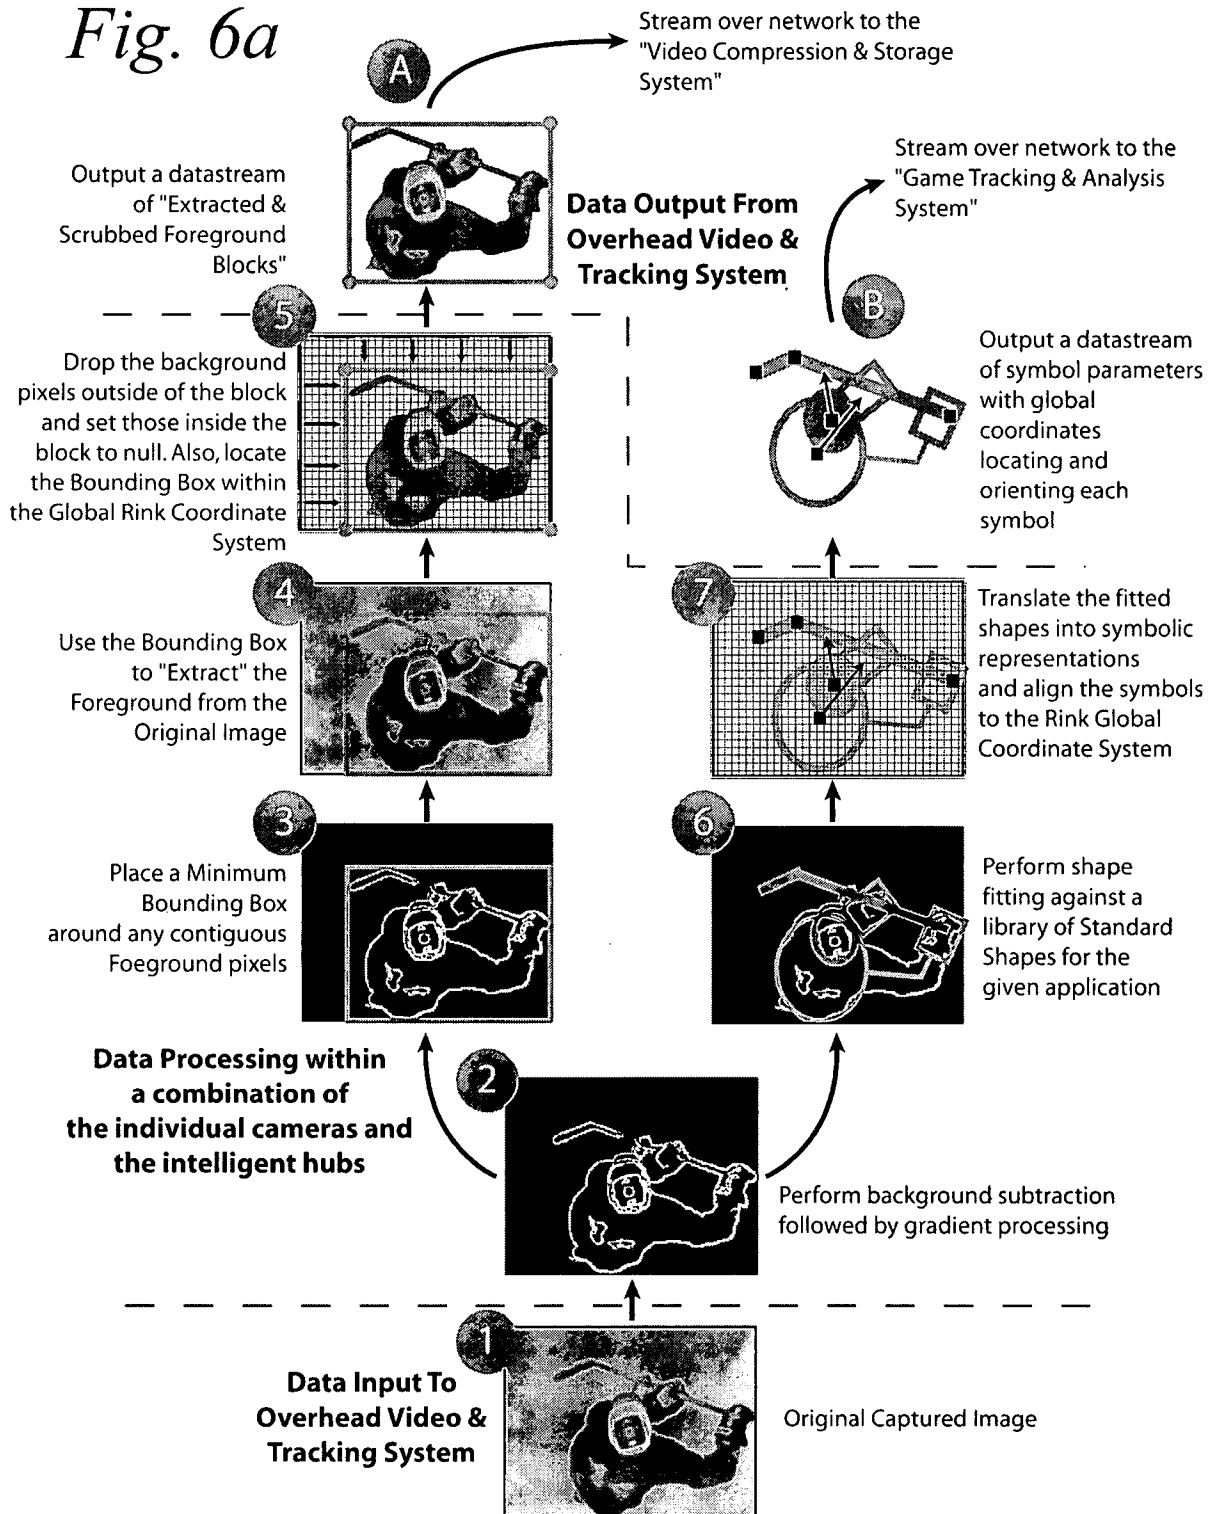 Fig. 6a
A
Stream over network to the
"Video Compression & Storage
System"
Output a datastream
of "Extracted &
Scrubbed Foreground
Blocks"
Data Output From
Overhead Video &
Tracking System
Stream over network to the
"Game Tracking & Analysis
System"
B
Output a datastream
of symbol parameters
with global
coordinates
locating and
orienting each
symbol
5
Drop the background
pixels outside of the block
and set those inside the
block to null. Also, locate
the Bounding Box within
the Global Rink Coordinate
System
4
Use the Bounding Box
to "Extract" the
Foreground from the
Original Image
7
Translate the fitted
shapes into symbolic
representations
and align the symbols
to the Rink Global
Coordinate System
3
Place a Minimum
Bounding Box
around any contiguous
Foeground pixels
6
Perform shape
fitting against a
library of Standard
Shapes for the
given application
Data Processing within
a combination of
the individual cameras and
the intelligent hubs
2
Perform background subtraction
followed by gradient processing
1
Data Input To
Overhead Video &
Tracking System
Original Captured Image